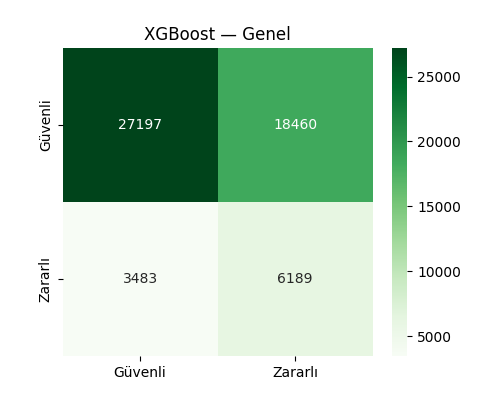 XGBoost — Genel
Güvenli
27197
18460
Zararlı
3483
6189
Güvenli
Zararlı
25000
20000
15000
10000
5000